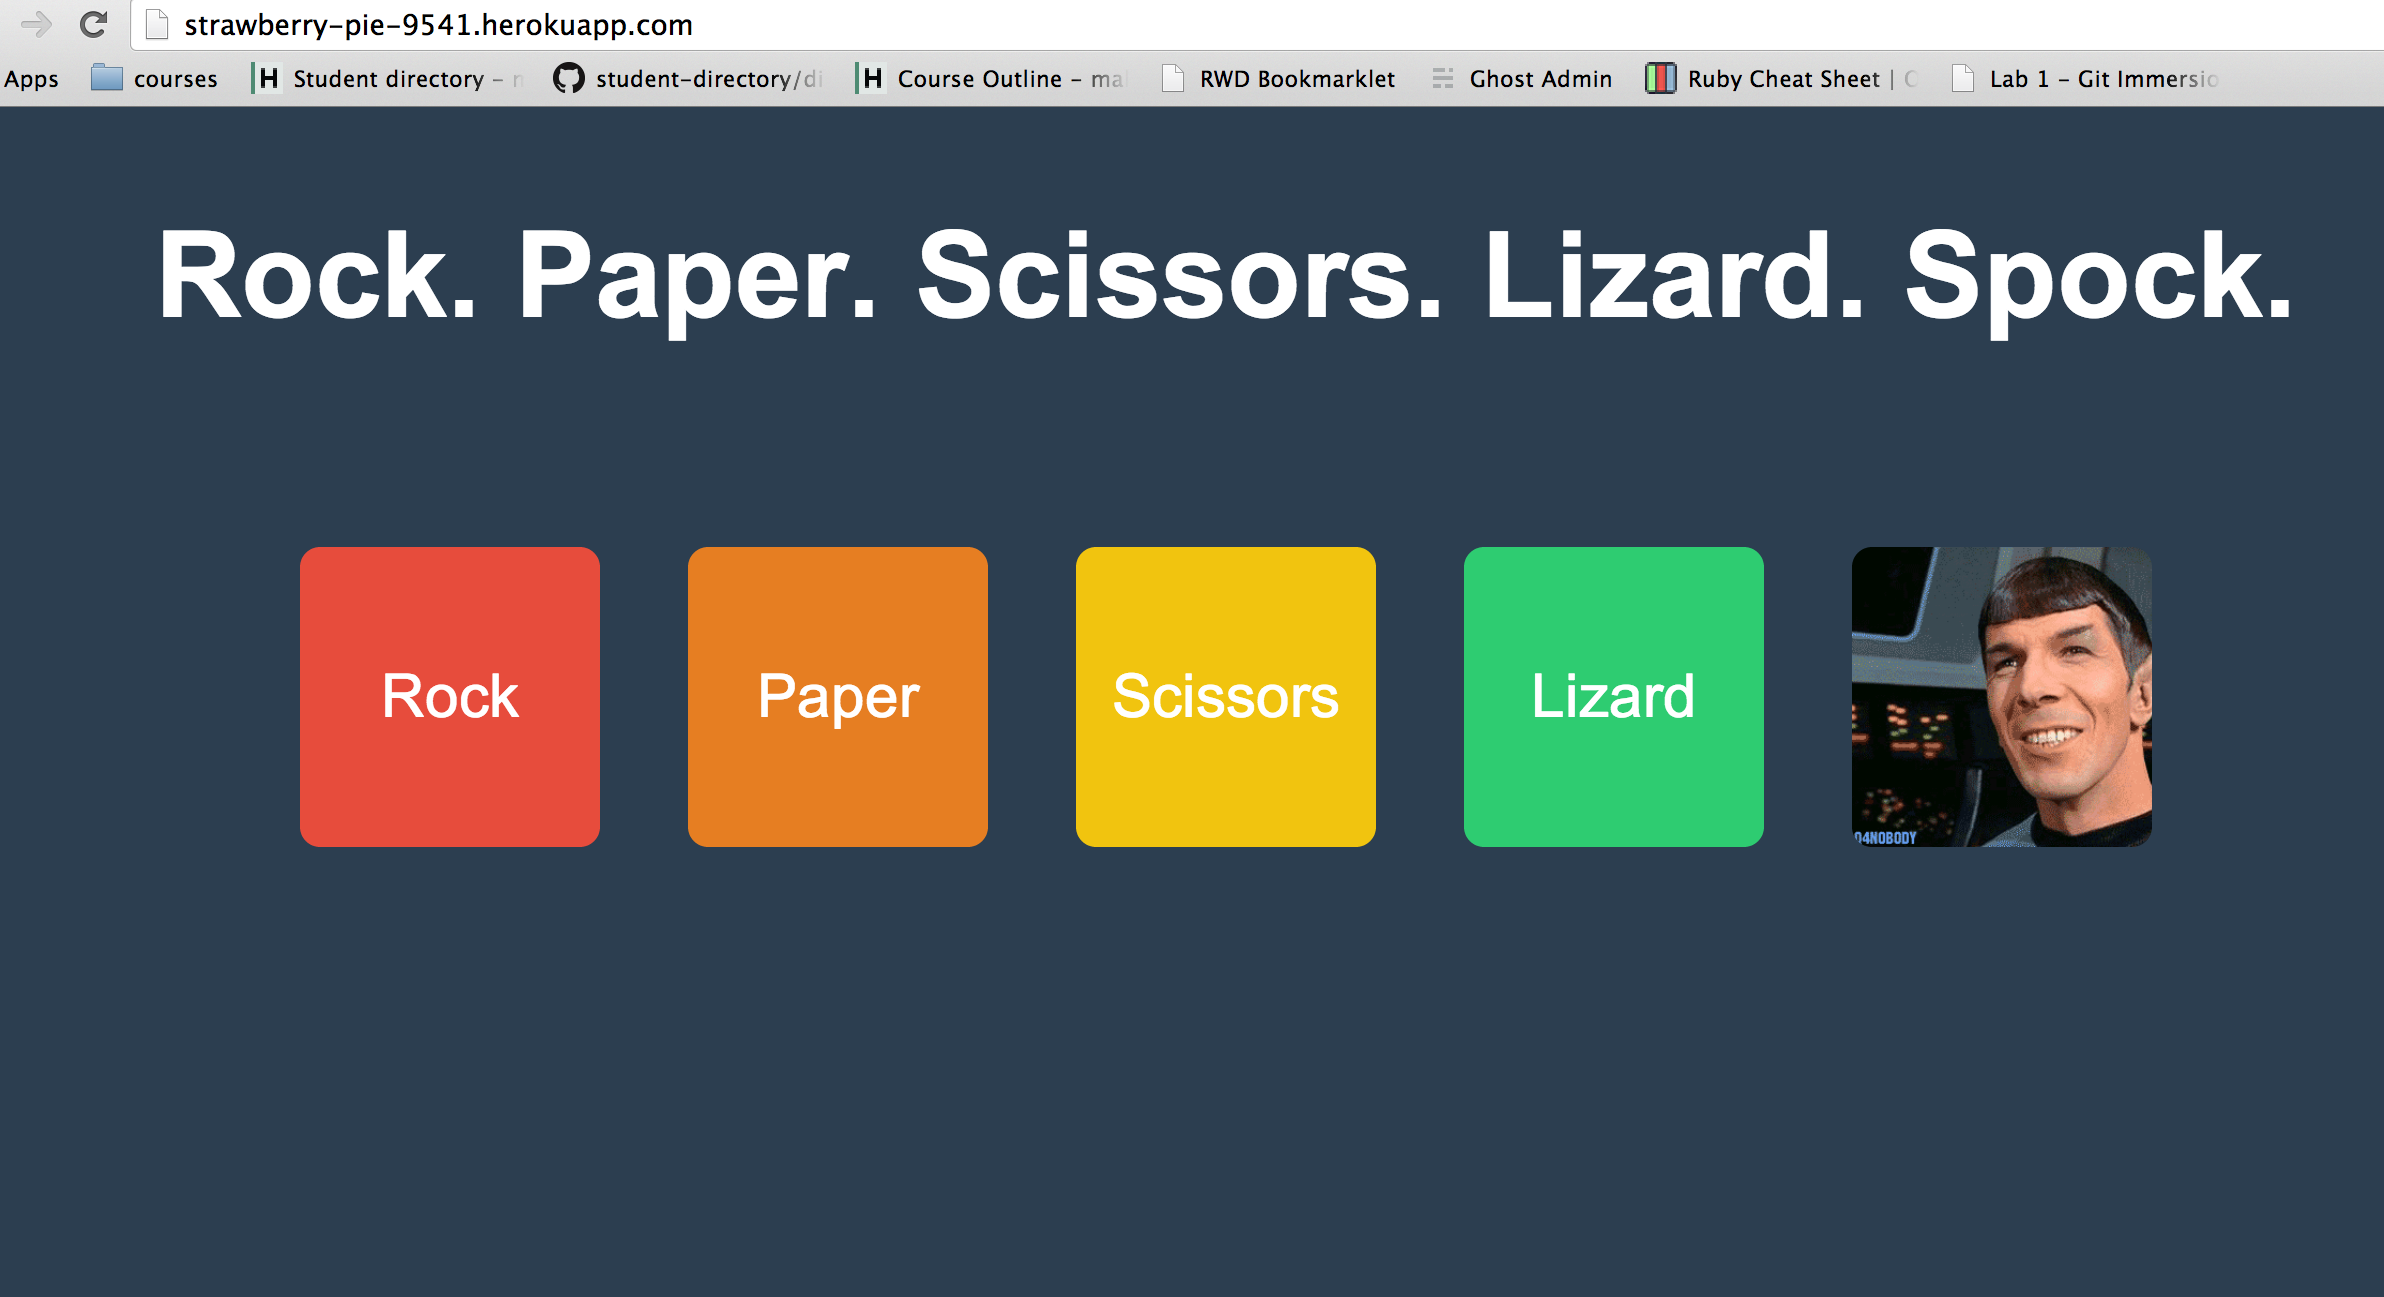 strawberry-pie-9541.herokuapp.com
Apps courses H Student directory - student-directory/di H Course Outline - ma RWD Bookmarklet Ghost Admin Ruby Cheat Sheet | Lab 1 - Git Immersio
Rock. Paper. Scissors. Lizard. Spock.
Rock Paper Scissors Lizard
04NOBODY